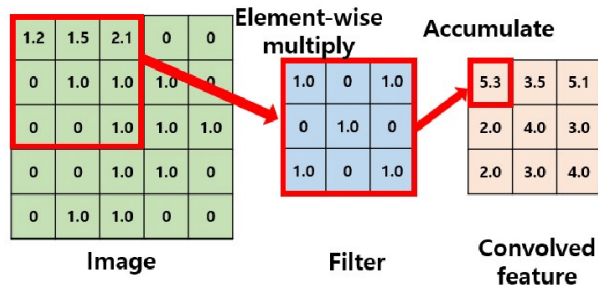 Element-wise multiply
Accumulate
1.2 1.5 2.1 0 0
0 1.0 1.0 1.0 0
0 0 1.0 1.0 1.0
0 0 1.0 1.0 0
0 1.0 1.0 0 0
Image
1.0 0 1.0
0 1.0 0
1.0 0 1.0
Filter
5.3 3.5 5.1
2.0 4.0 3.0
2.0 3.0 4.0
Convolved
feature